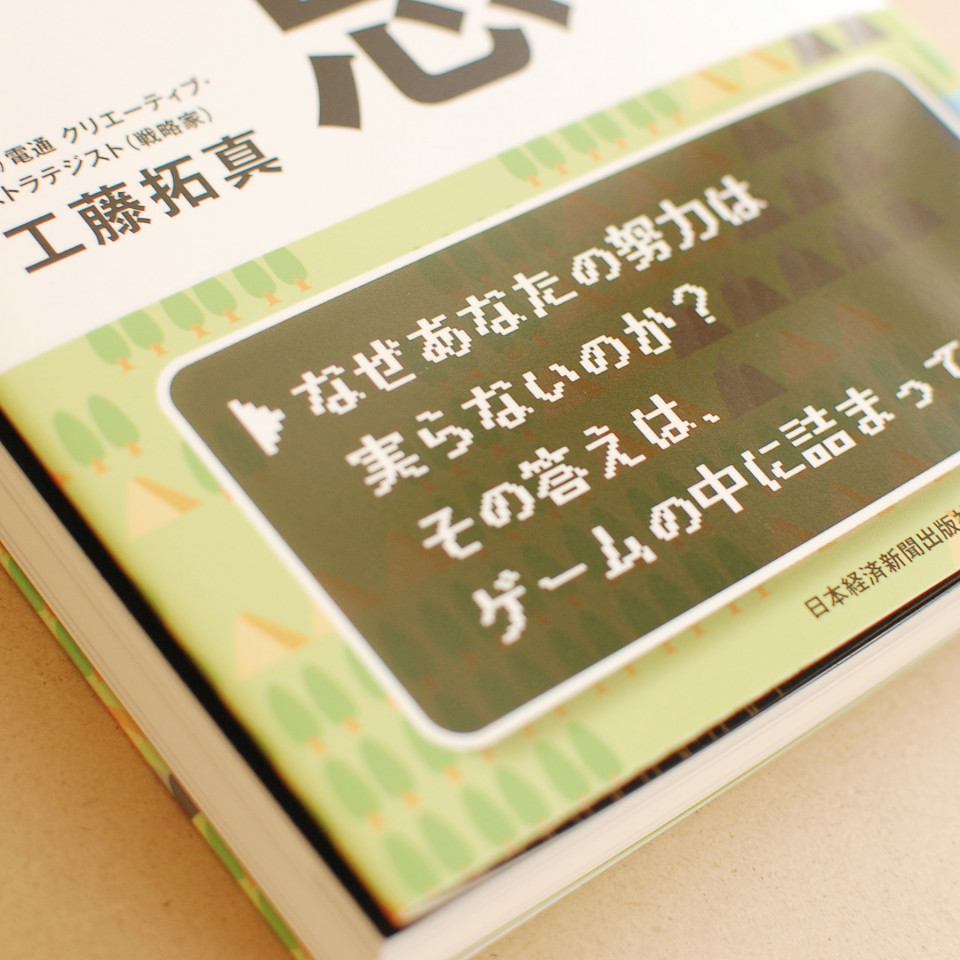 電通 クリエーティブ・
ストラテジスト（戦略家）
工藤拓真
▶なぜあなたの努力は
実らないのか？
その答えは、
ゲームの中に詰まって
日本経済新聞出版